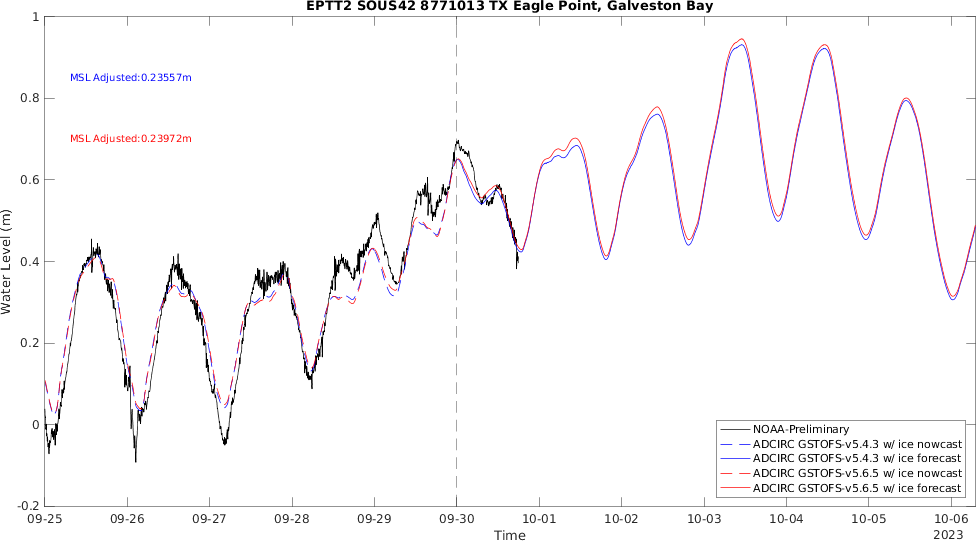 EPTT2 SOUS42 8771013 TX Eagle Point, Galveston Bay
1
MSL Adjusted:0.23557m
0.8
MSL Adjusted:0.23972m
0.6
Water Level (m)
0.4
0.2
0
-0.2
NOAA-Preliminary
ADCIRC GSTOFS-v5.4.3 w/ ice nowcast
ADCIRC GSTOFS-v5.4.3 w/ ice forecast
ADCIRC GSTOFS-v5.6.5 w/ ice nowcast
ADCIRC GSTOFS-v5.6.5 w/ ice forecast
09-25 09-26 09-27 09-28 09-29 09-30 10-01 10-02 10-03 10-04 10-05 10-06
Time
2023